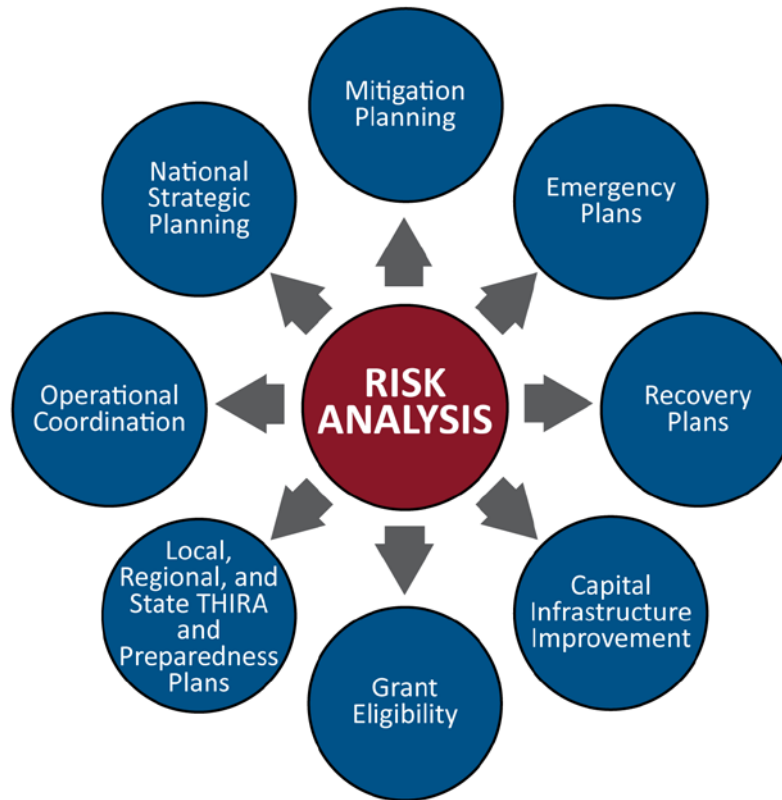 Mitigation
Planning
Emergency
Plans
Recovery
Plans
Capital
Infrastructure
Improvement
Grant
Eligibility
Local,
Regional, and
State THIRA
and
Preparedness
Plans
Operational
Coordination
National
Strategic
Planning
RISK
ANALYSIS